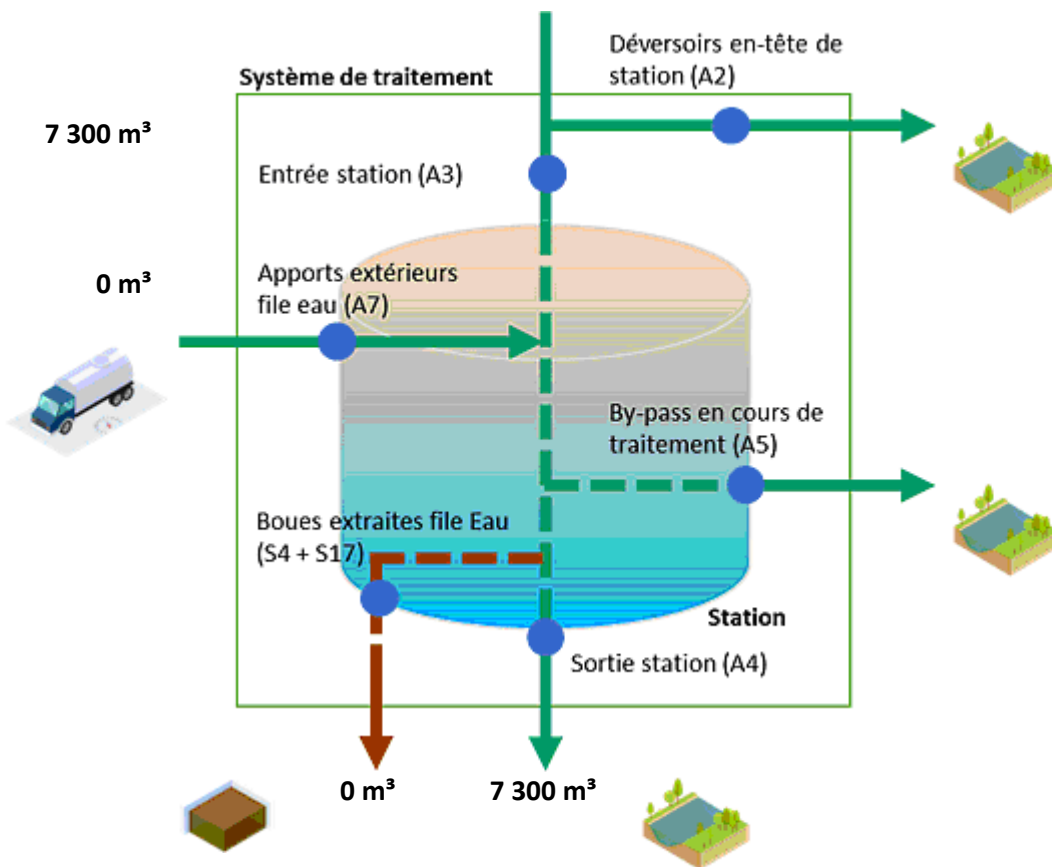 Déversoirs en-tête de
station (A2)
Système de traitement
7 300 m³
Entrée station (A3)
0 m³
Apports extérieurs
file eau (A7)
By-pass en cours de
traitement (A5)
Boues extraites file Eau
(S4 + S17)
Station
Sortie station (A4)
0 m³
7 300 m³